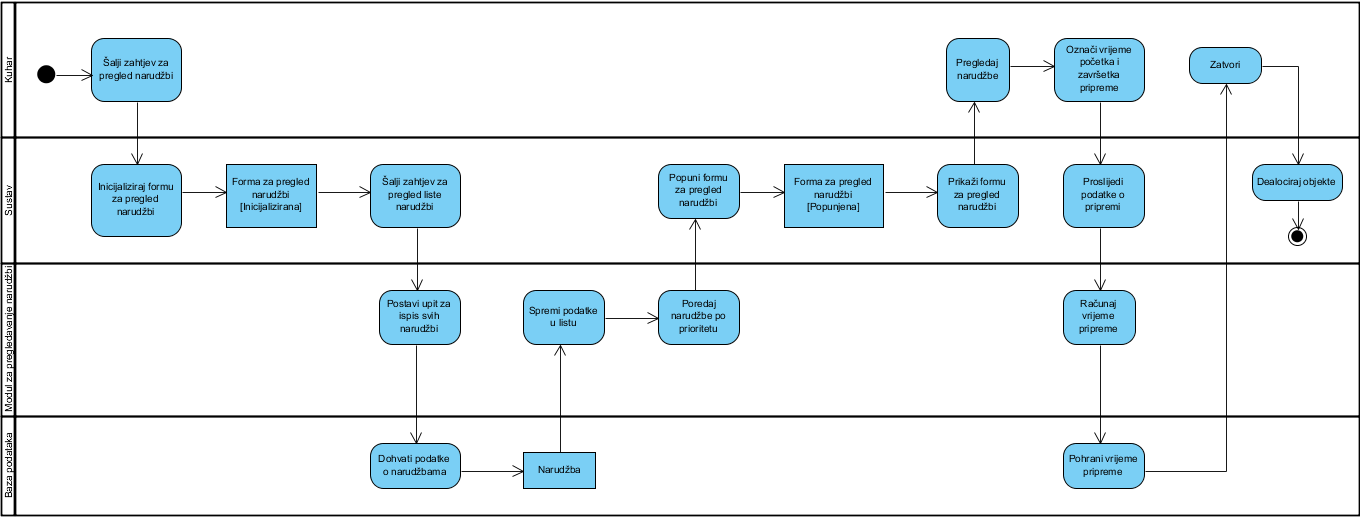 Kuhar
Šalji zahtjev za
pregled narudžbi
Pregledaj
narudžbe
Označi vrijeme
početka i
završetka
pripreme
Zatvori
Sustav
Inicijaliziraj formu
za pregled
narudžbi
Forma za pregled
narudžbi
[Inicijalizirana]
Šalji zahtjev za
pregled liste
narudžbi
Popuni formu
za pregled
narudžbi
Forma za pregled
narudžbi
[Popunjena]
Prikaži formu
za pregled
narudžbi
Proslijedi
podatke o
pripremi
Dealociraj objekte
Modul za pregledavanje narudžbi
Postavi upit za
ispis svih
narudžbi
Spremi podatke
u listu
Poredaj
narudžbe po
prioritetu
Računaj
vrijeme
pripreme
Baza podataka
Dohvati podatke
o narudžbama
Narudžba
Pohrani vrijeme
pripreme